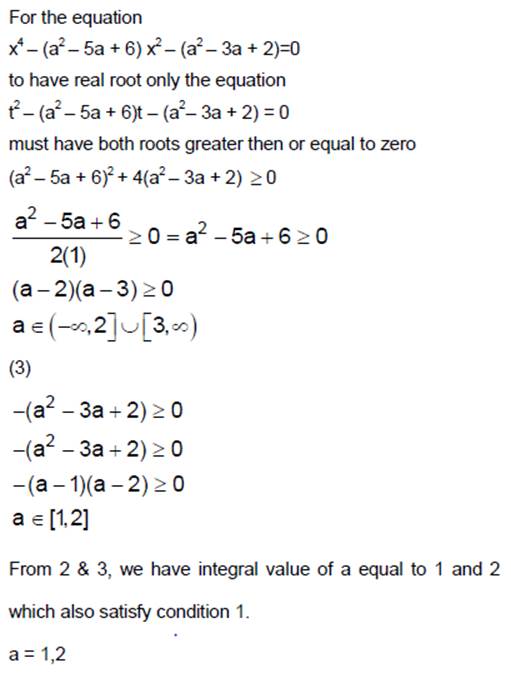 For the equation
x⁴ – (a² – 5a + 6) x² – (a² – 3a + 2)=0
to have real root only the equation
t² – (a² – 5a + 6)t – (a² – 3a + 2) = 0
must have both roots greater then or equal to zero
(a² – 5a + 6)² + 4(a² – 3a + 2) ≥ 0
(a² – 5a + 6)/2(1) ≥ 0 = a² – 5a + 6 ≥ 0
(a – 2)(a – 3) ≥ 0
a ∈ (–∞, 2] ∪ [3, ∞)
(3)
–(a² – 3a + 2) ≥ 0
–(a² – 3a + 2) ≥ 0
–(a – 1)(a – 2) ≥ 0
a ∈ [1, 2]
From 2 & 3, we have integral value of a equal to 1 and 2
which also satisfy condition 1.
a = 1,2